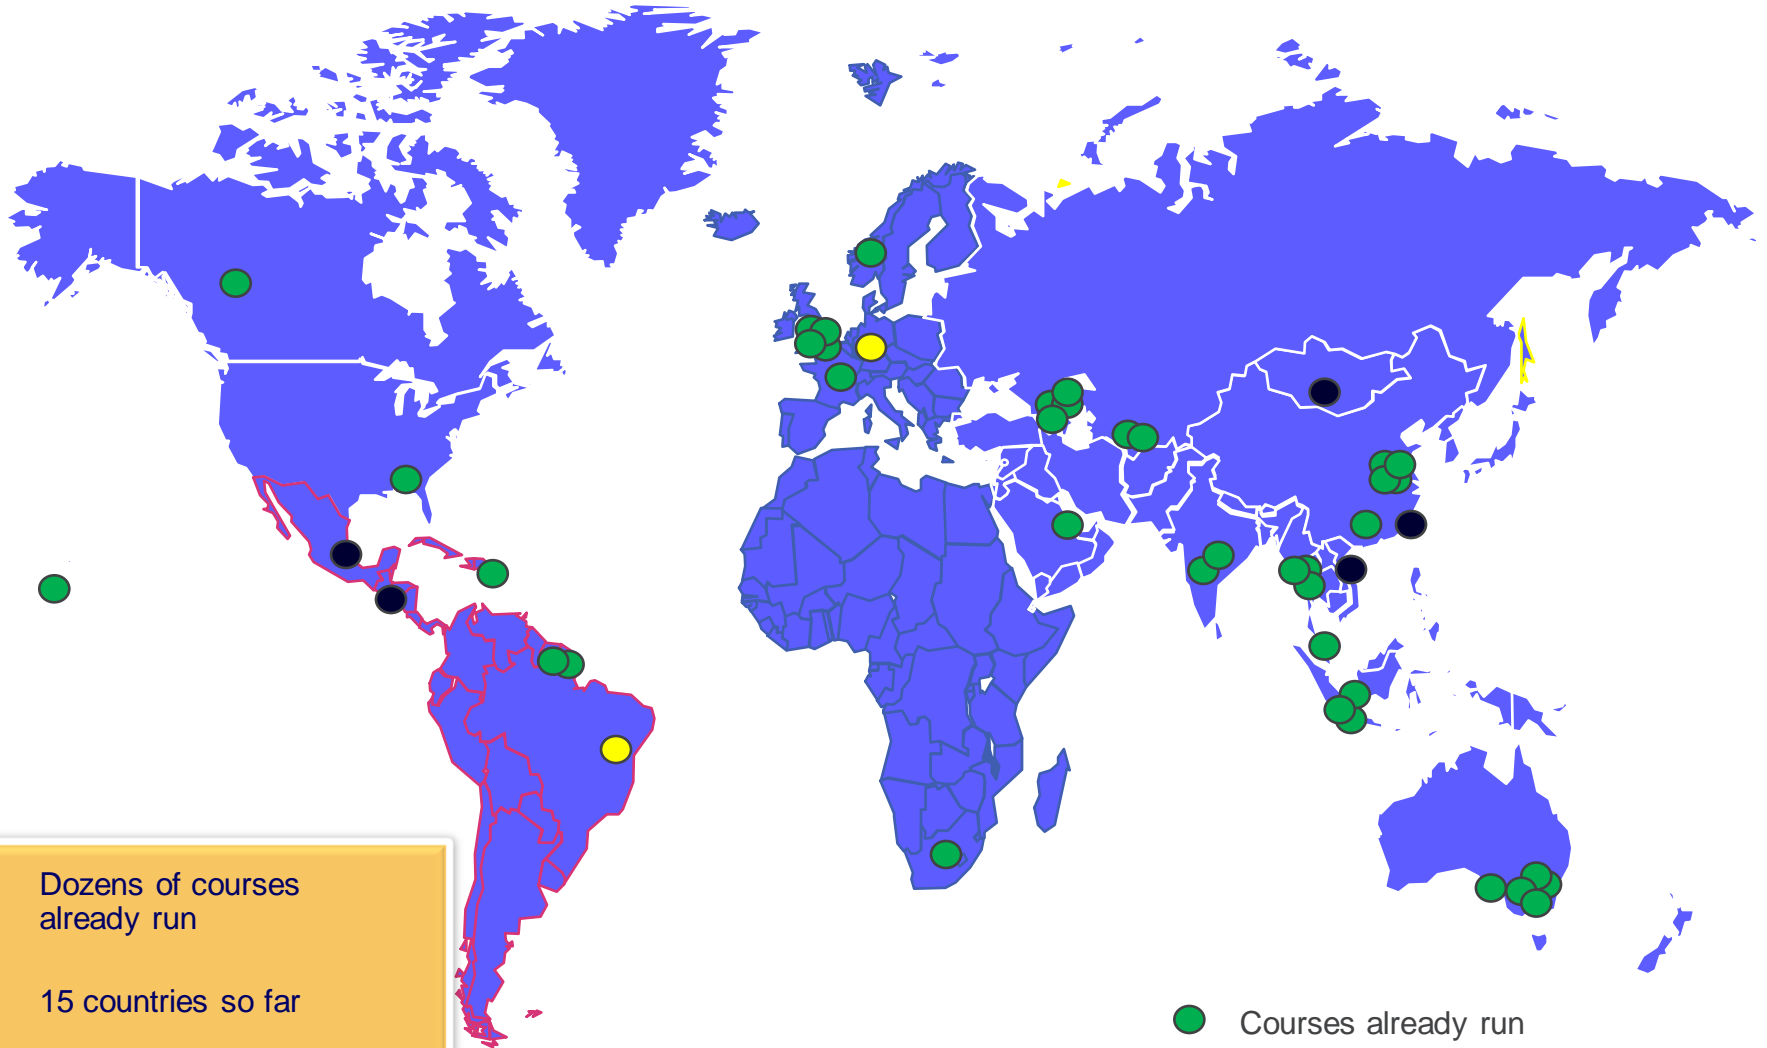 Dozens of courses
already run
15 countries so far
Courses already run